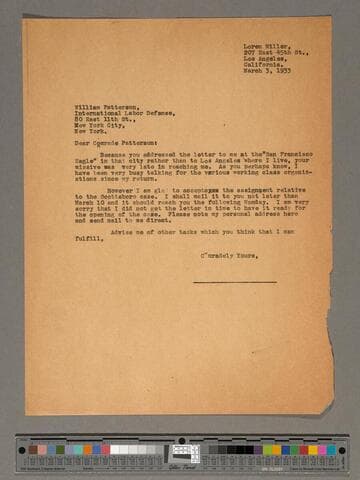 Loren Miller,
207 East 45th St.,
Los Angeles,
California.
March 3, 1933
William Patterson,
International Labor Defense,
80 East 11th St.,
New York City,
New York.
Dear Comrade Patterson:
Because you addressed the letter to me at the "San Francisco
Eagle" in that city rather than to Los Angeles where I live, your
missive was very late in reaching me. As you perhaps know, I
have been very busy talking for the various working class organiz-
ations since my return.
However I am glad to the assignment relative
to the Scottsboro case. I shall mail it to you not later than
March 10 and it should reach you the following Monday. I am very
sorry that I did not get the letter in time to have it ready for
the opening of the case. Please note my personal address here
and send mail to me direct.
Advise me of other tasks which you think that I can
fulfill,
C mradely Yours,